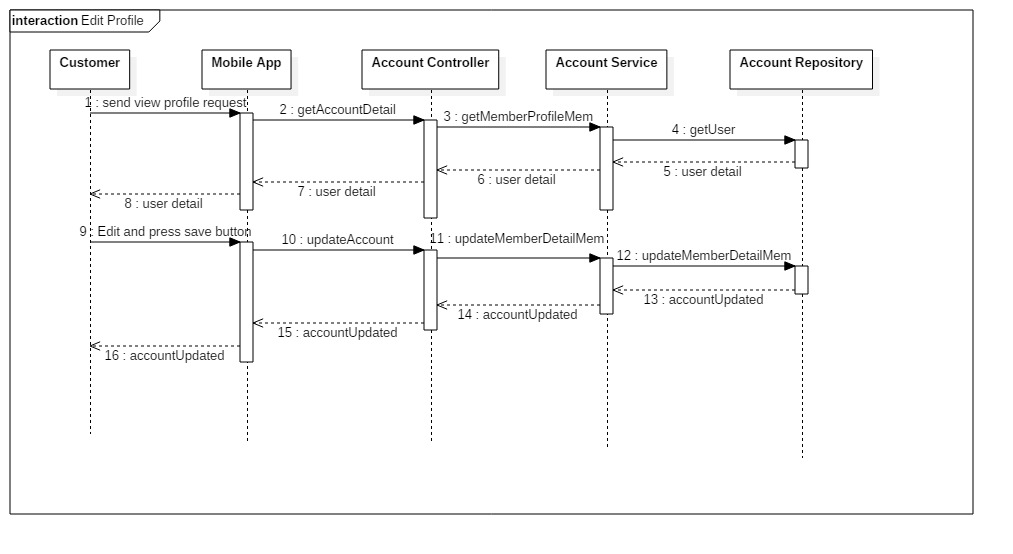 interaction Edit Profile
Customer
Mobile App
Account Controller
Account Service
Account Repository
1 : send view profile request
2 : getAccountDetail
3 : getMemberProfileMem
4 : getUser
5 : user detail
6 : user detail
7 : user detail
8 : user detail
9 : Edit and press save button
10 : updateAccount
11 : updateMemberDetailMem
12 : updateMemberDetailMem
13 : accountUpdated
14 : accountUpdated
15 : accountUpdated
16 : accountUpdated